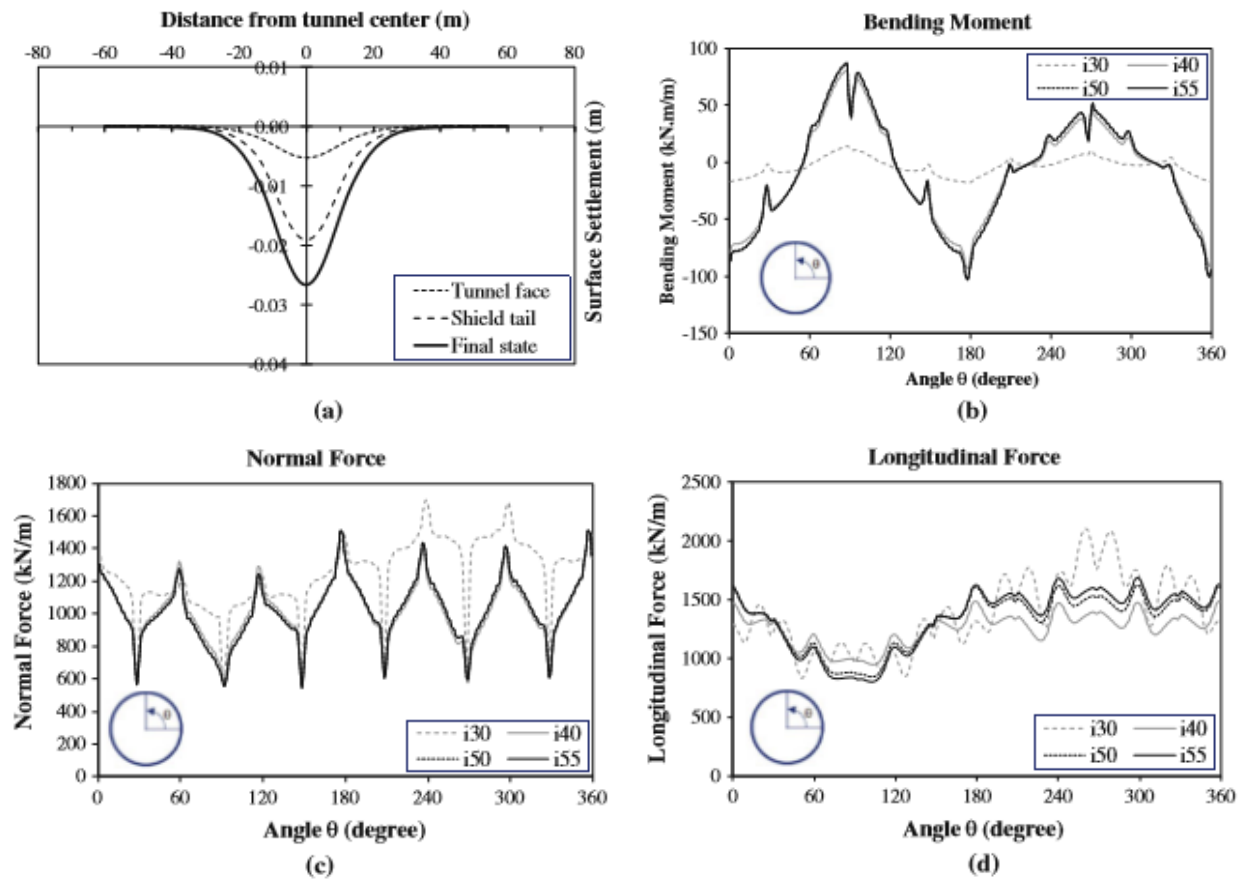 Distance from tunnel center (m)
-80 -60 -40 -20 0 20 40 60 80
0.01
0.00
-0.01
-0.02
-0.03
-0.04
Surface Settlement (m)
Tunnel face
Shield tail
Final state
(a)
Bending Moment
Bending Moment (kN.m/m)
100
50
0
-50
-100
-150
i30 i40
i50 i55
θ
0 60 120 180 240 300 360
Angle θ (degree)
(b)
Normal Force
Normal Force (kN/m)
1800
1600
1400
1200
1000
800
600
400
200
0
θ
i30 i40
i50 i55
0 60 120 180 240 300 360
Angle θ (degree)
(c)
Longitudinal Force
Longitudinal Force (kN/m)
2500
2000
1500
1000
500
0
θ
i30 i40
i50 i55
0 60 120 180 240 300 360
Angle θ (degree)
(d)